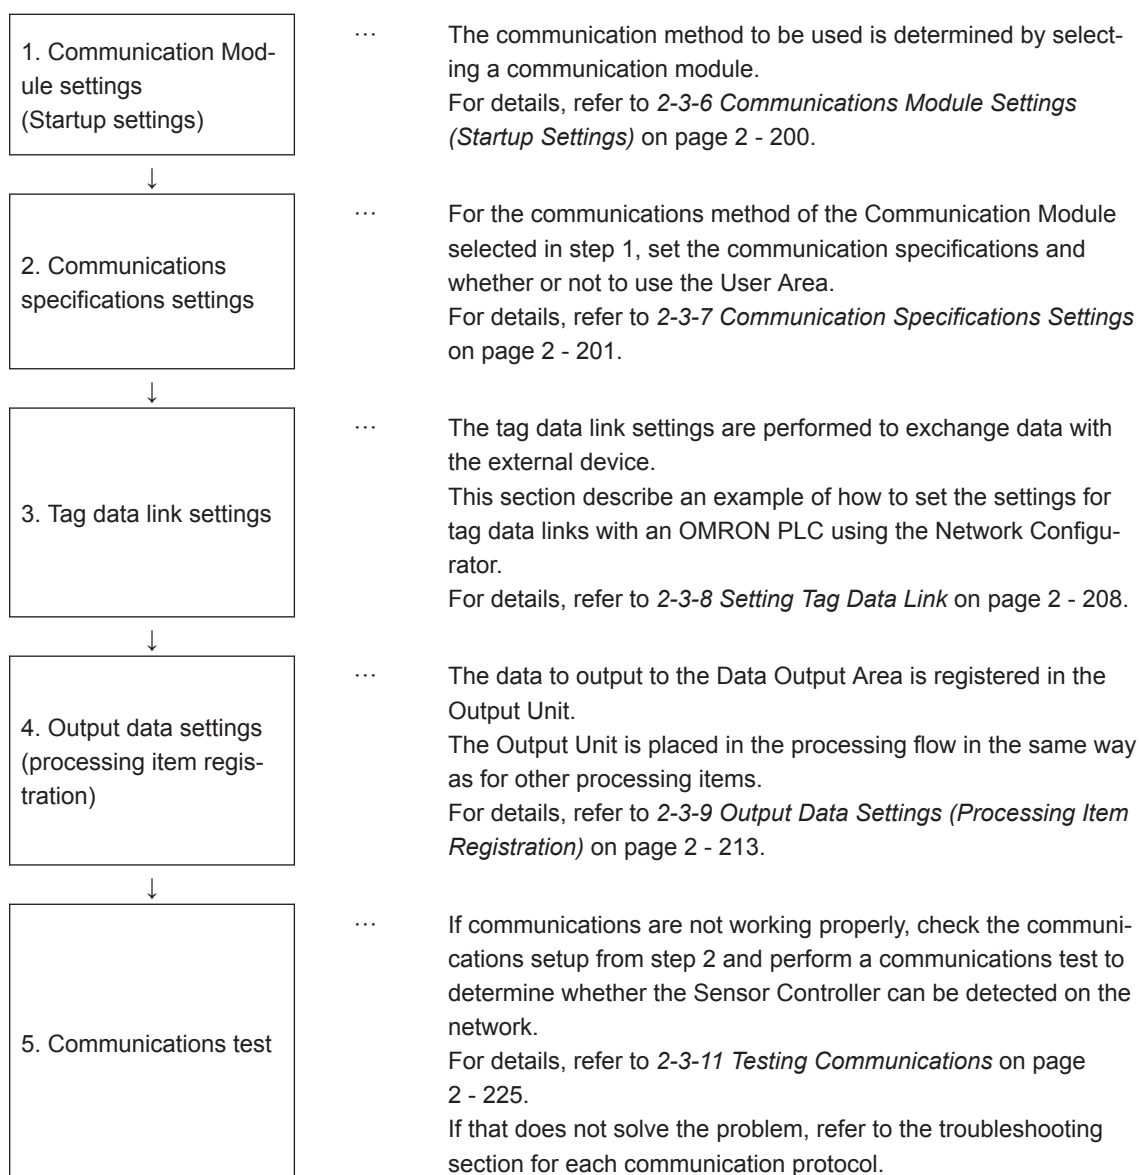 1. Communication Mod-
ule settings
(Startup settings)
… The communication method to be used is determined by select-
ing a communication module.
For details, refer to 2-3-6 Communications Module Settings
(Startup Settings) on page 2 - 200.
↓
2. Communications
specifications settings
… For the communications method of the Communication Module
selected in step 1, set the communication specifications and
whether or not to use the User Area.
For details, refer to 2-3-7 Communication Specifications Settings
on page 2 - 201.
↓
3. Tag data link settings
… The tag data link settings are performed to exchange data with
the external device.
This section describe an example of how to set the settings for
tag data links with an OMRON PLC using the Network Configu-
rator.
For details, refer to 2-3-8 Setting Tag Data Link on page 2 - 208.
↓
4. Output data settings
(processing item regis-
tration)
… The data to output to the Data Output Area is registered in the
Output Unit.
The Output Unit is placed in the processing flow in the same way
as for other processing items.
For details, refer to 2-3-9 Output Data Settings (Processing Item
Registration) on page 2 - 213.
↓
5. Communications test
… If communications are not working properly, check the communi-
cations setup from step 2 and perform a communications test to
determine whether the Sensor Controller can be detected on the
network.
For details, refer to 2-3-11 Testing Communications on page
2 - 225.
If that does not solve the problem, refer to the troubleshooting
section for each communication protocol.